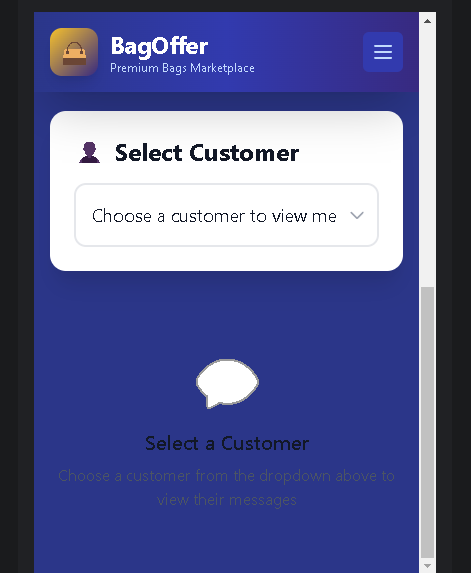 BagOffer
Premium Bags Marketplace
Select Customer
Choose a customer to view me
Select a Customer
Choose a customer from the dropdown above to
view their messages